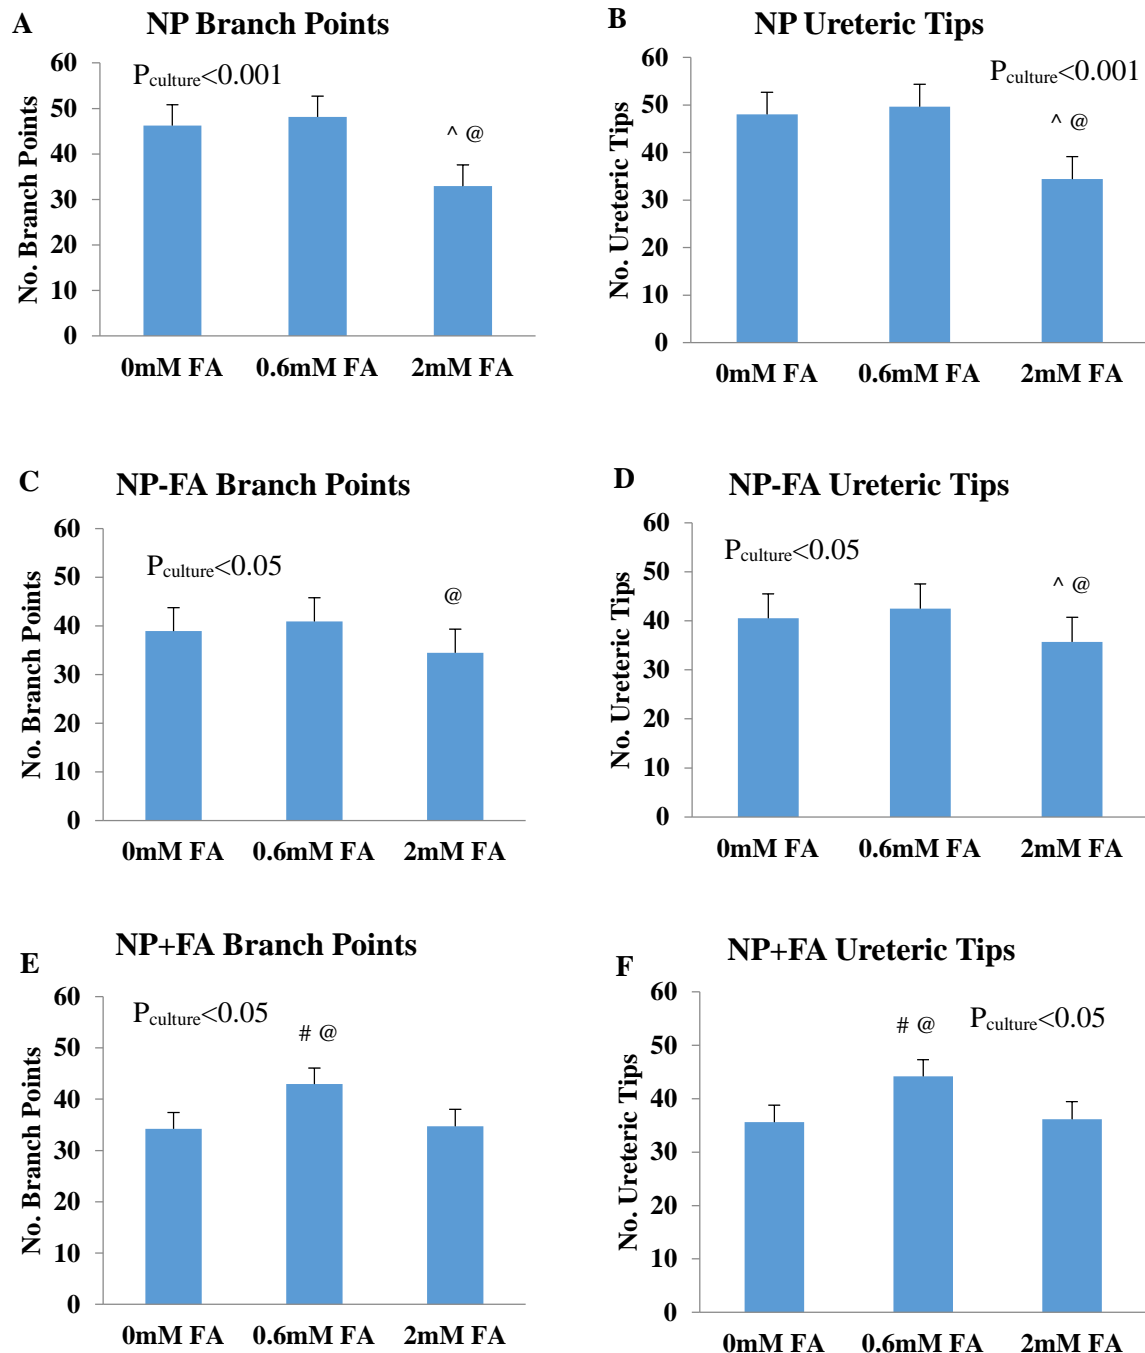 A
NP Branch Points
P culture<0.001
^ @
No. Branch Points
60
50
40
30
20
10
0
0mM FA 0.6mM FA 2mM FA
B
NP Ureteric Tips
P culture<0.001
^ @
No. Ureteric Tips
60
50
40
30
20
10
0
0mM FA 0.6mM FA 2mM FA
C
NP-FA Branch Points
P culture<0.05
@
No. Branch Points
60
50
40
30
20
10
0
0mM FA 0.6mM FA 2mM FA
D
NP-FA Ureteric Tips
P culture<0.05
^ @
No. Ureteric Tips
60
50
40
30
20
10
0
0mM FA 0.6mM FA 2mM FA
E
NP+FA Branch Points
P culture<0.05
# @
No. Branch Points
60
50
40
30
20
10
0
0mM FA 0.6mM FA 2mM FA
F
NP+FA Ureteric Tips
P culture<0.05
# @
No. Ureteric Tips
60
50
40
30
20
10
0
0mM FA 0.6mM FA 2mM FA